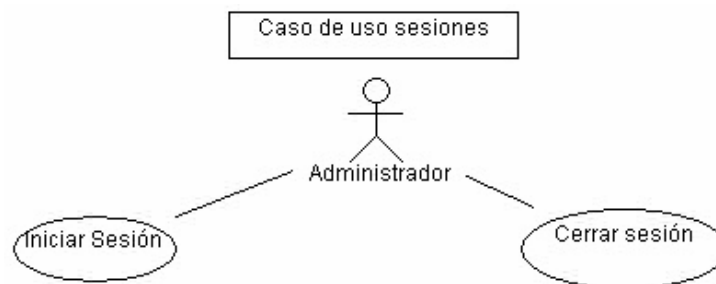 Caso de uso sesiones
Administrador
Iniciar Sesión
Cerrar sesión